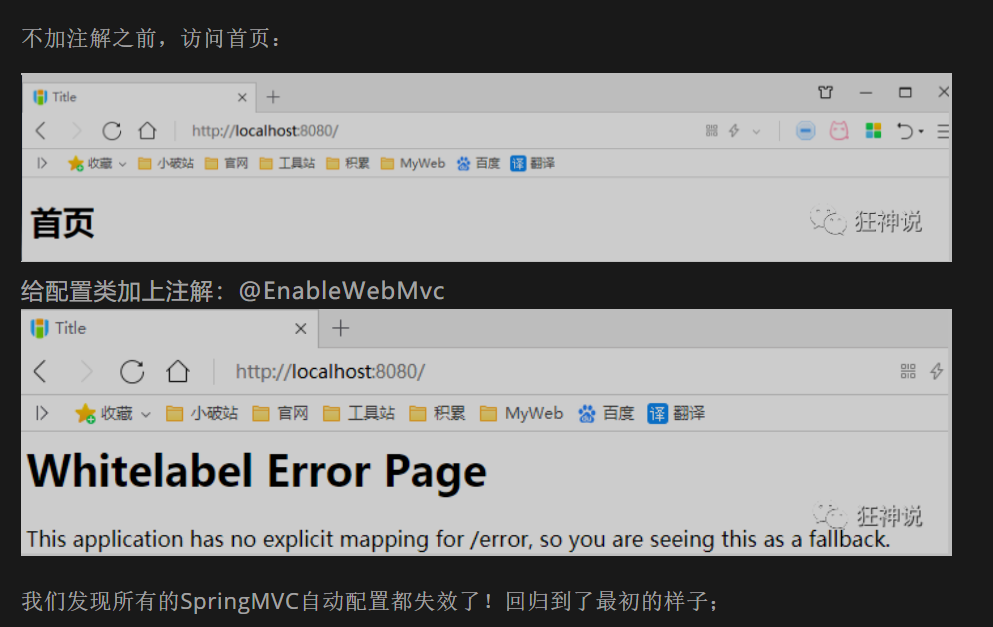 不加注解之前，访问首页：
Title
http://localhost:8080/
收藏 小破站 官网 工具站 积累 MyWeb 百度 译 翻译
首页
狂神说
给配置类加上注解：@EnableWebMvc
Title
http://localhost:8080/
收藏 小破站 官网 工具站 积累 MyWeb 百度 译 翻译
Whitelabel Error Page
狂神说
This application has no explicit mapping for /error, so you are seeing this as a fallback.
我们发现所有的SpringMVC自动配置都失效了！回归到了最初的样子；